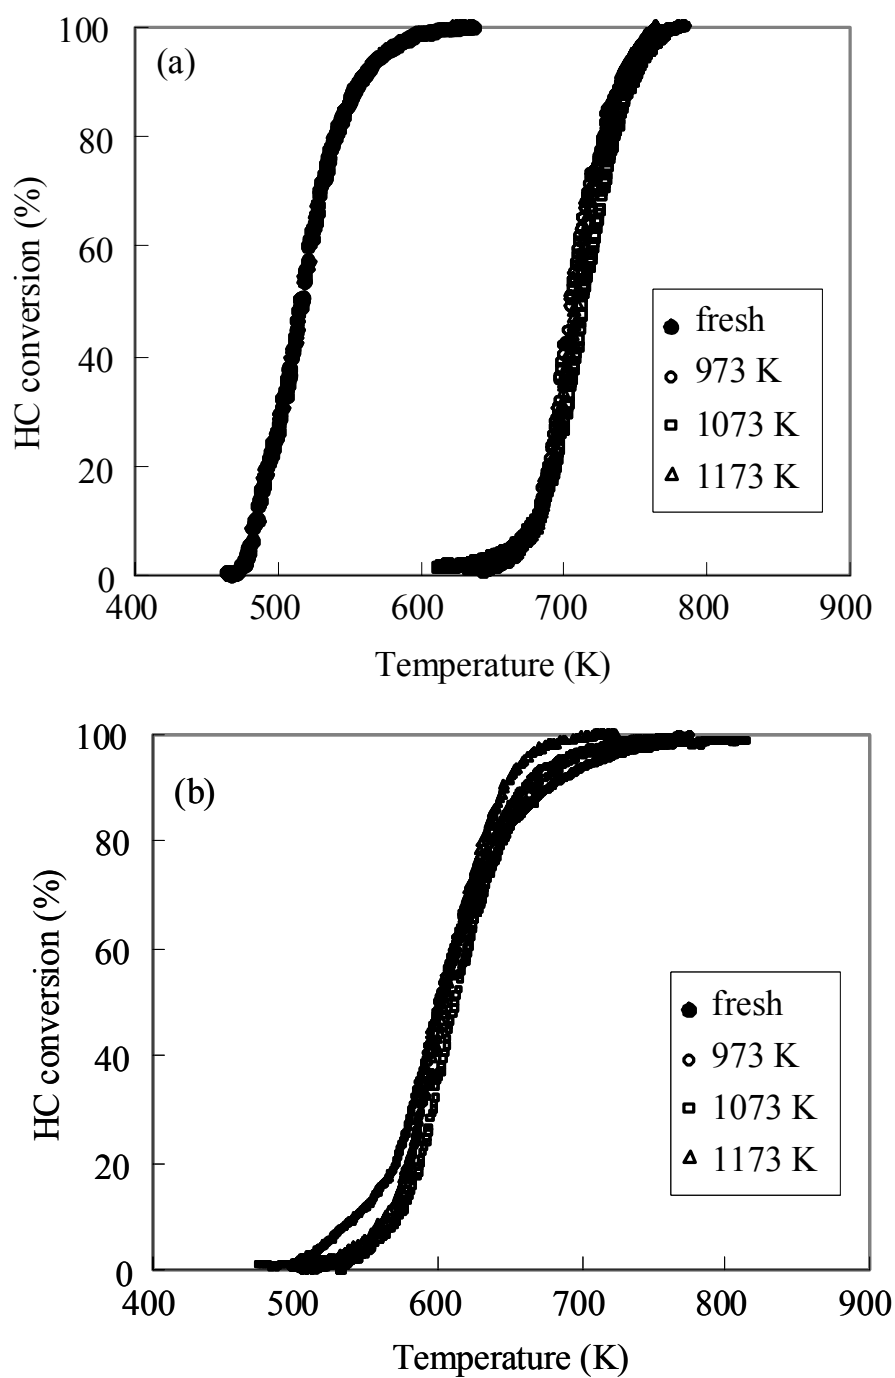 100
(a)
80
60
40
20
0
HC conversion (%)
fresh
973 K
1073 K
1173 K
400 500 600 700 800 900
Temperature (K)
100
(b)
80
60
40
20
0
HC conversion (%)
fresh
973 K
1073 K
1173 K
400 500 600 700 800 900
Temperature (K)